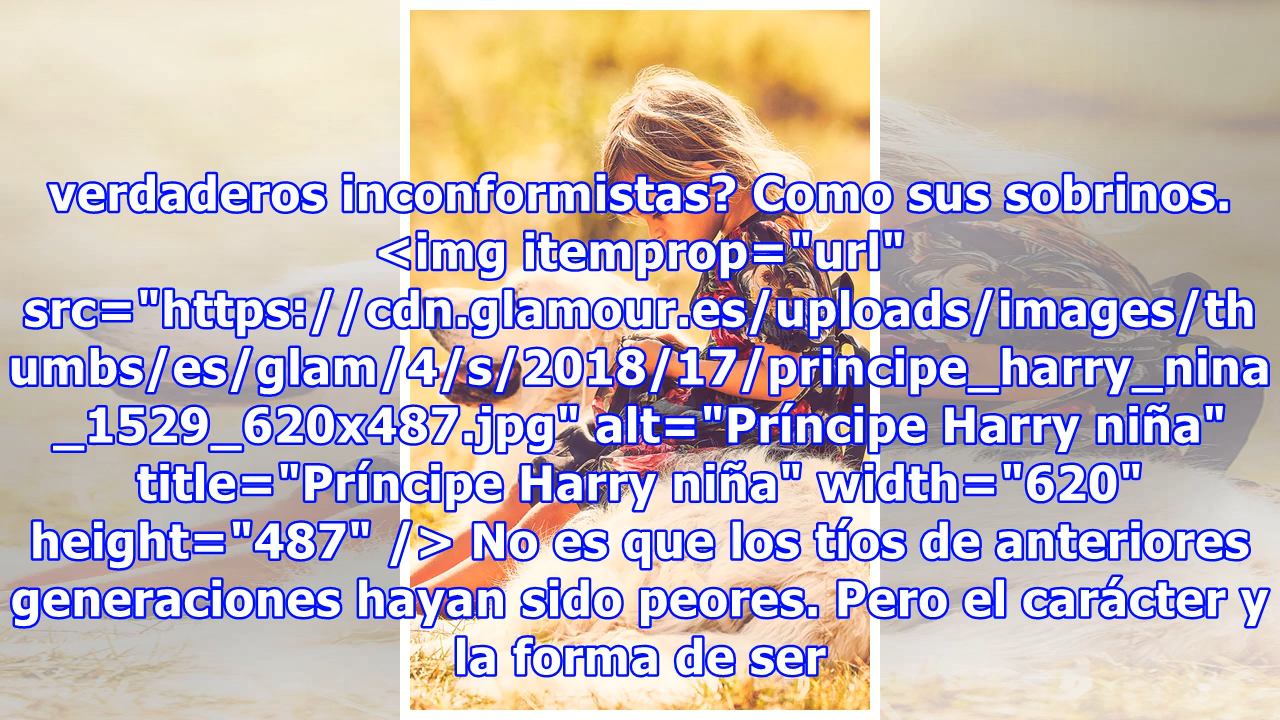 verdaderos inconformistas? Como sus sobrinos.
<img itemprop="url"
src="https://cdn.glamour.es/uploads/images/th
umbs/es/glam/4/s/2018/17/principe_harry_nina
_1529_620x487.jpg" alt="Príncipe Harry niña"
title="Príncipe Harry niña" width="620"
height="487" /> No es que los tíos de anteriores
generaciones hayan sido peores. Pero el carácter y
la forma de ser